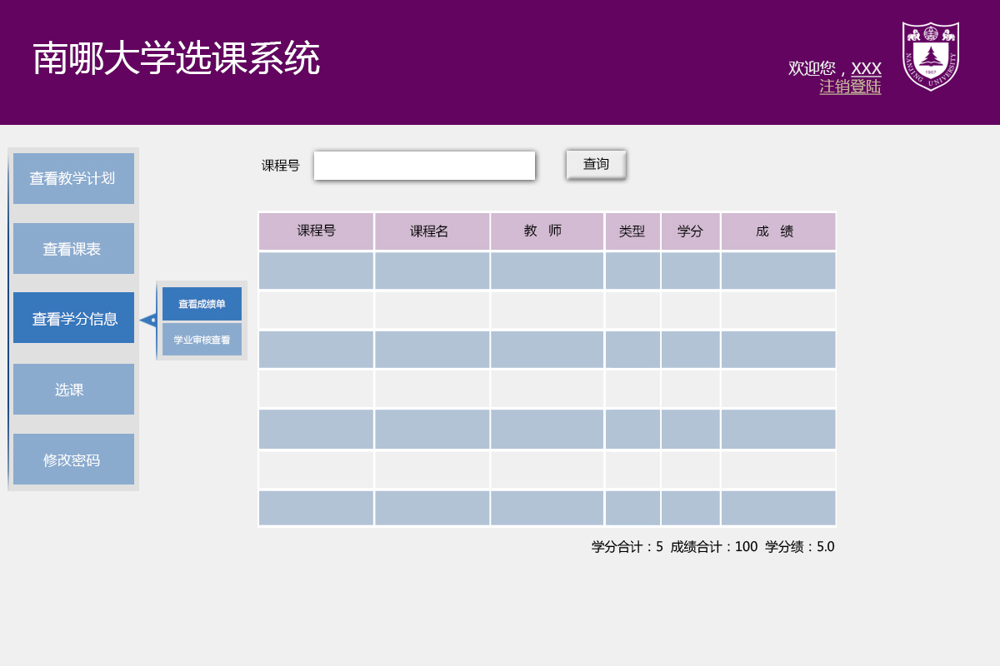 南哪大学选课系统
欢迎您，XXX
注销登陆
NANJING UNIVERSITY
1902
查看教学计划
查看课表
查看学分信息
选课
修改密码
查看成绩单
学业审核查看
课程号
查询
课程号 课程名 教 师 类型 学分 成 绩
学分合计：5 成绩合计：100 学分绩：5.0